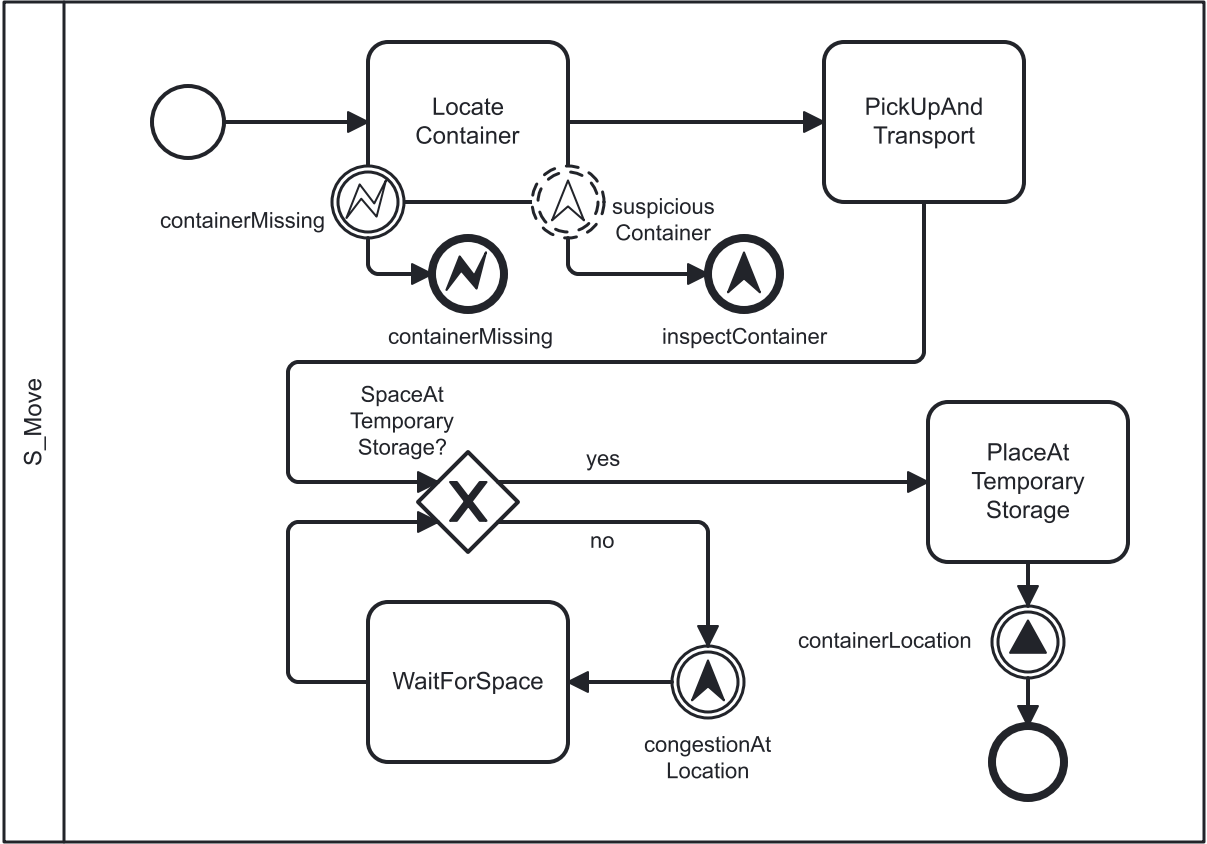 S_Move
Locate
Container
PickUpAnd
Transport
containerMissing
suspicious
Container
containerMissing
inspectContainer
SpaceAt
Temporary
Storage?
yes
no
PlaceAt
Temporary
Storage
containerLocation
WaitForSpace
congestionAt
Location